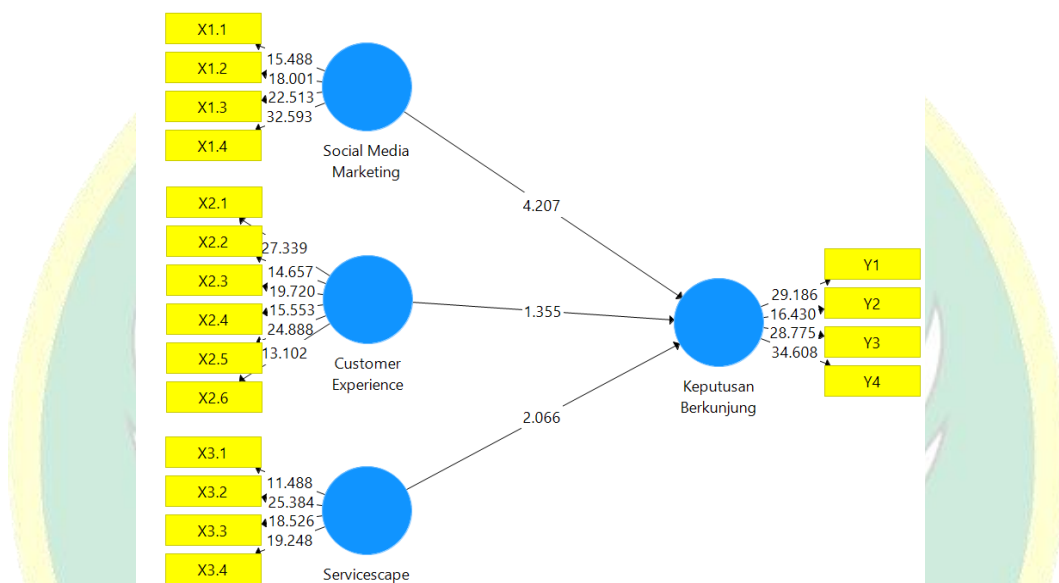 X1.1
X1.2
X1.3
X1.4
15.488
18.001
22.513
32.593
Social Media
Marketing
4.207
X2.1
X2.2
X2.3
X2.4
X2.5
X2.6
27.339
14.657
19.720
15.553
24.888
13.102
Customer
Experience
1.355
X3.1
X3.2
X3.3
X3.4
11.488
25.384
18.526
19.248
Servicescape
2.066
Keputusan
Berkunjung
29.186
16.430
28.775
34.608
Y1
Y2
Y3
Y4